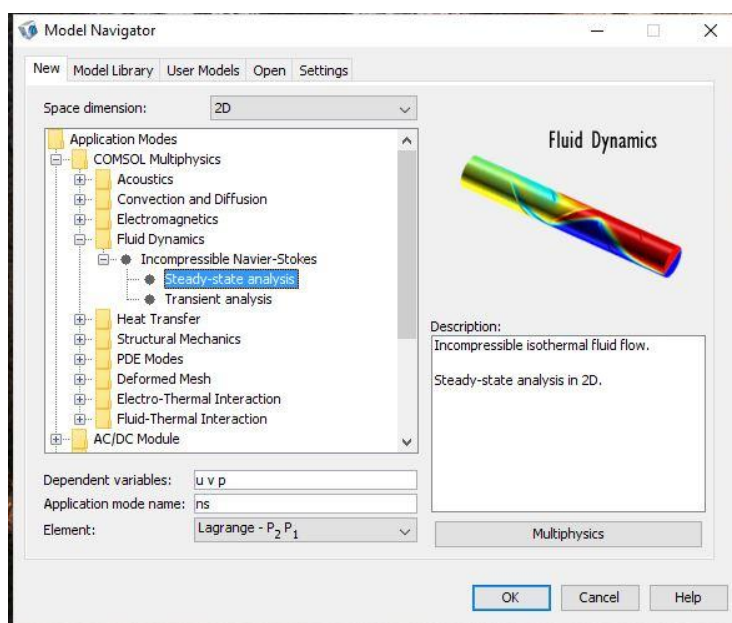 Model Navigator
New Model Library User Models Open Settings
Space dimension: 2D
Application Modes
COMSOL Multiphysics
Acoustics
Convection and Diffusion
Electromagnetics
Fluid Dynamics
Incompressible Navier-Stokes
Steady-state analysis
Transient analysis
Heat Transfer
Structural Mechanics
PDE Modes
Deformed Mesh
Electro-Thermal Interaction
Fluid-Thermal Interaction
AC/DC Module
Dependent variables: u v p
Application mode name: ns
Element: Lagrange - P₂ P₁
Fluid Dynamics
Description:
Incompressible isothermal fluid flow.
Steady-state analysis in 2D.
Multiphysics
OK Cancel Help